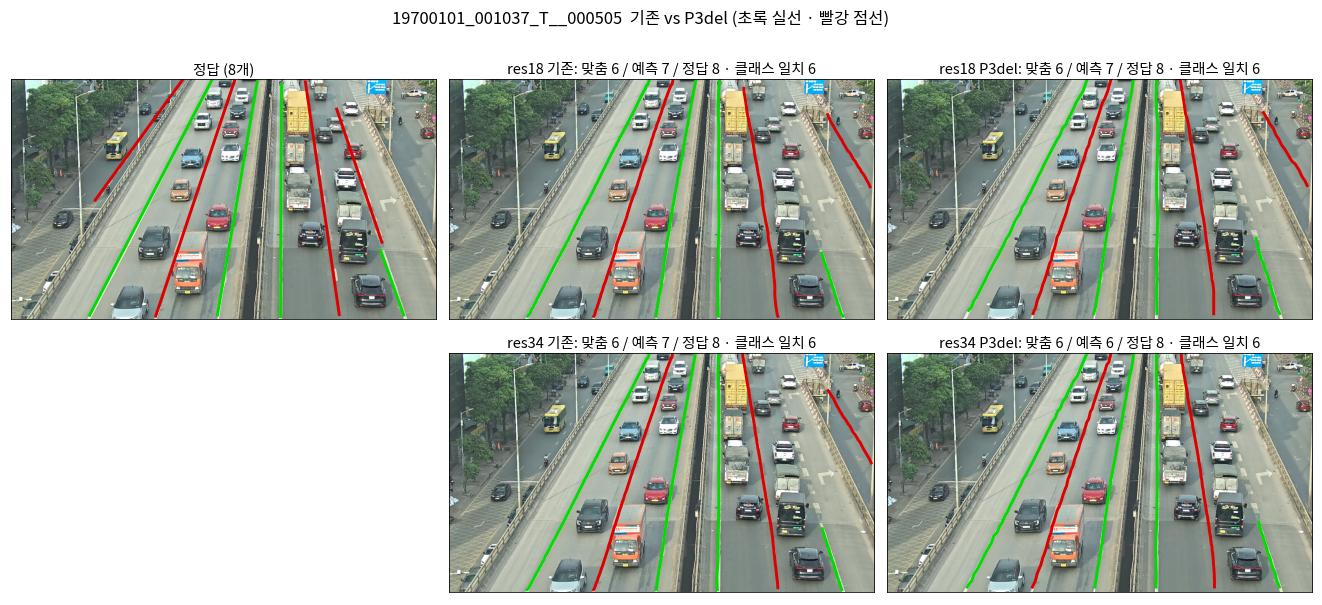 19700101_001037_T__000505 기존 vs P3del (초록 실선 · 빨강 점선)
정답 (8개)
res18 기존: 맞춤 6 / 예측 7 / 정답 8 · 클래스 일치 6
res18 P3del: 맞춤 6 / 예측 7 / 정답 8 · 클래스 일치 6
res34 기존: 맞춤 6 / 예측 7 / 정답 8 · 클래스 일치 6
res34 P3del: 맞춤 6 / 예측 6 / 정답 8 · 클래스 일치 6